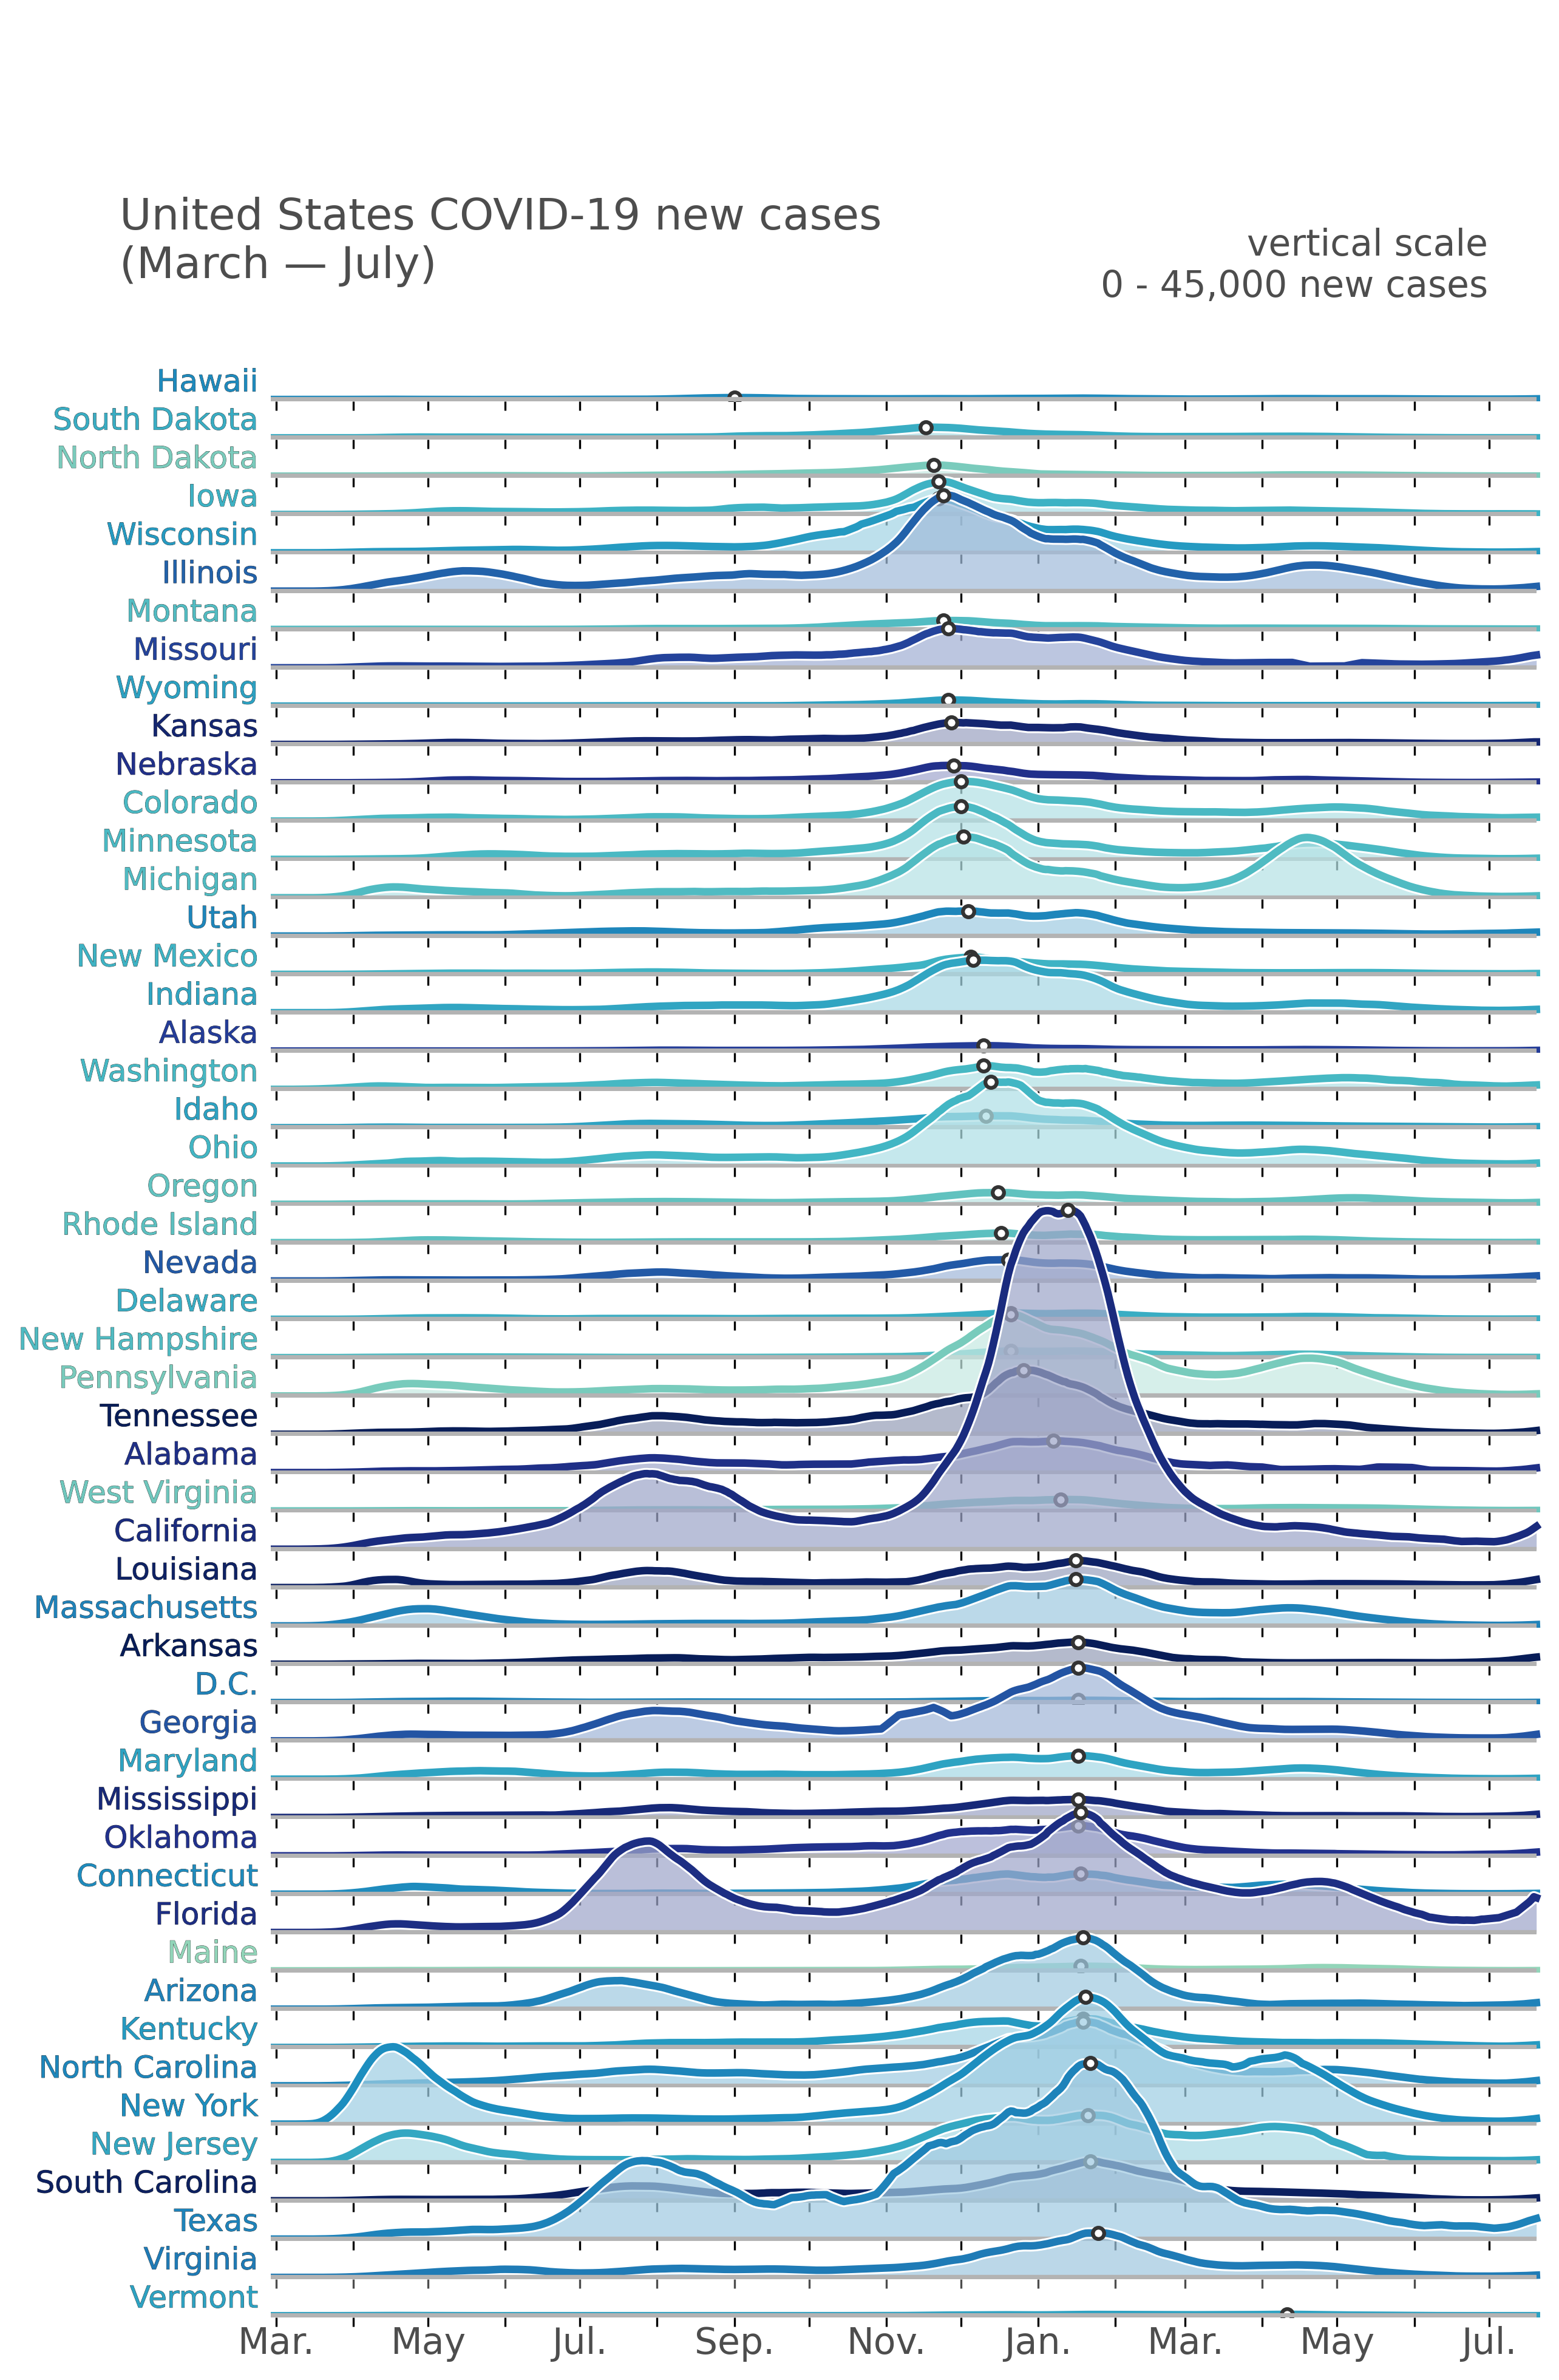 United States COVID-19 new cases
(March — July)
vertical scale
0 - 45,000 new cases
Hawaii
South Dakota
North Dakota
Iowa
Wisconsin
Illinois
Montana
Missouri
Wyoming
Kansas
Nebraska
Colorado
Minnesota
Michigan
Utah
New Mexico
Indiana
Alaska
Washington
Idaho
Ohio
Oregon
Rhode Island
Nevada
Delaware
New Hampshire
Pennsylvania
Tennessee
Alabama
West Virginia
California
Louisiana
Massachusetts
Arkansas
D.C.
Georgia
Maryland
Mississippi
Oklahoma
Connecticut
Florida
Maine
Arizona
Kentucky
North Carolina
New York
New Jersey
South Carolina
Texas
Virginia
Vermont
Mar. May Jul. Sep. Nov. Jan. Mar. May Jul.